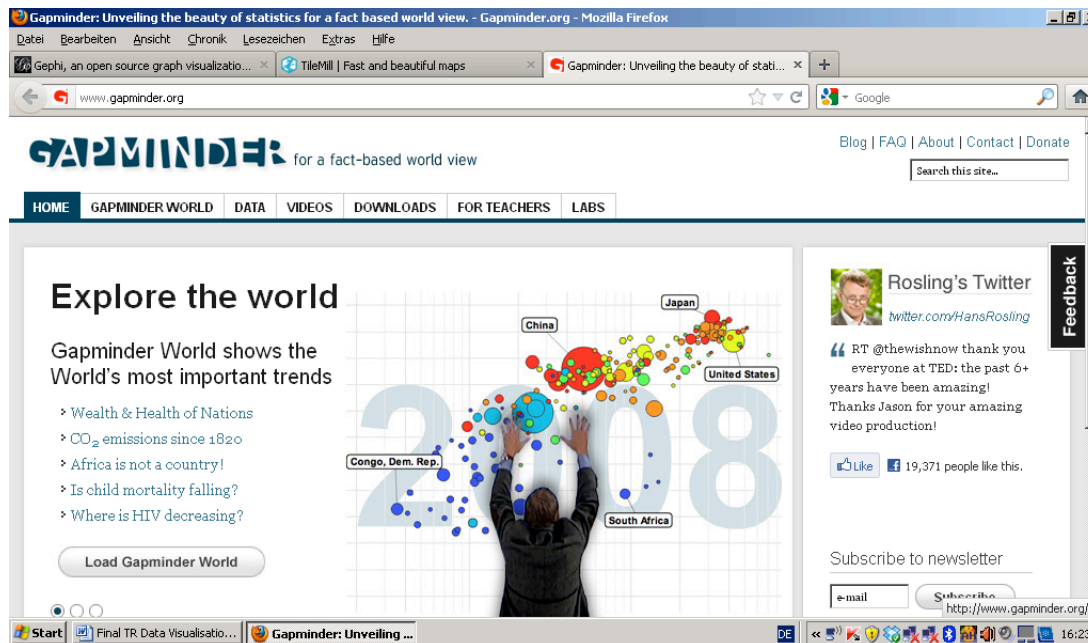 Gapminder: Unveiling the beauty of statistics for a fact based world view. - Gapminder.org - Mozilla Firefox
Datei Bearbeiten Ansicht Chronik Lesezeichen Extras Hilfe
Gephi, an open source graph visualizatio... TileMill | Fast and beautiful maps Gapminder: Unveiling the beauty of stati...
www.gapminder.org Google
GAPMINDER for a fact-based world view
Blog | FAQ | About | Contact | Donate
Search this site...
HOME GAPMINDER WORLD DATA VIDEOS DOWNLOADS FOR TEACHERS LABS
Explore the world
Gapminder World shows the
World's most important trends
Wealth & Health of Nations
CO2 emissions since 1820
Africa is not a country!
Is child mortality falling?
Where is HIV decreasing?
Load Gapminder World
2008
Japan
China
United States
Congo, Dem. Rep.
South Africa
Rosling's Twitter
twitter.com/HansRosling
RT @thewishnow thank you
everyone at TED: the past 6+
years have been amazing!
Thanks Jason for your amazing
video production!
Like 19,371 people like this.
Feedback
Subscribe to newsletter
e-mail Subscribe
http://www.gapminder.org/
Start Final TR Data Visualisatio... Gapminder: Unveiling ... DE 16:23